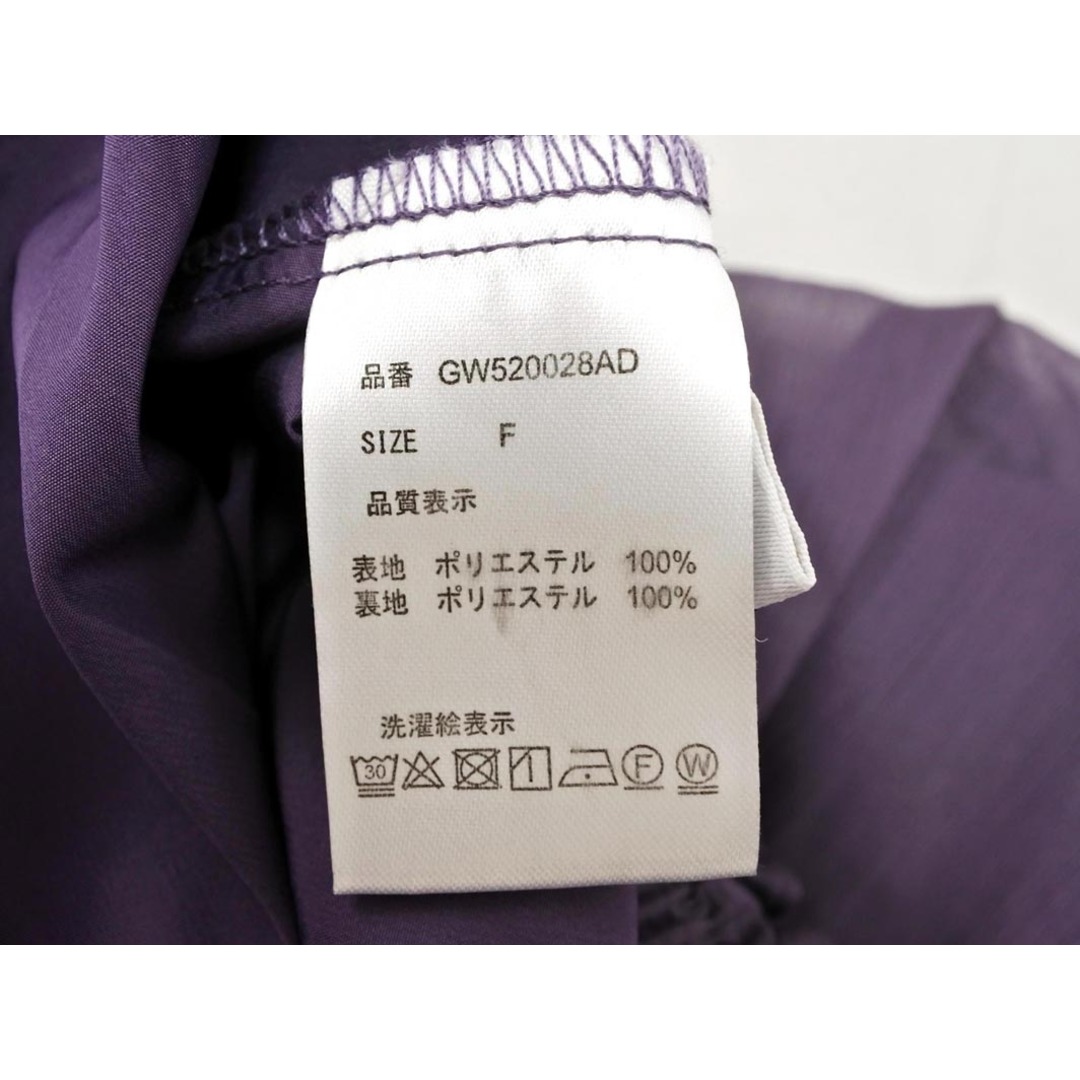 品番 GW520028AD
SIZE F
品質表示
表地 ポリエステル 100%
裏地 ポリエステル 100%
洗濯絵表示
30 F W